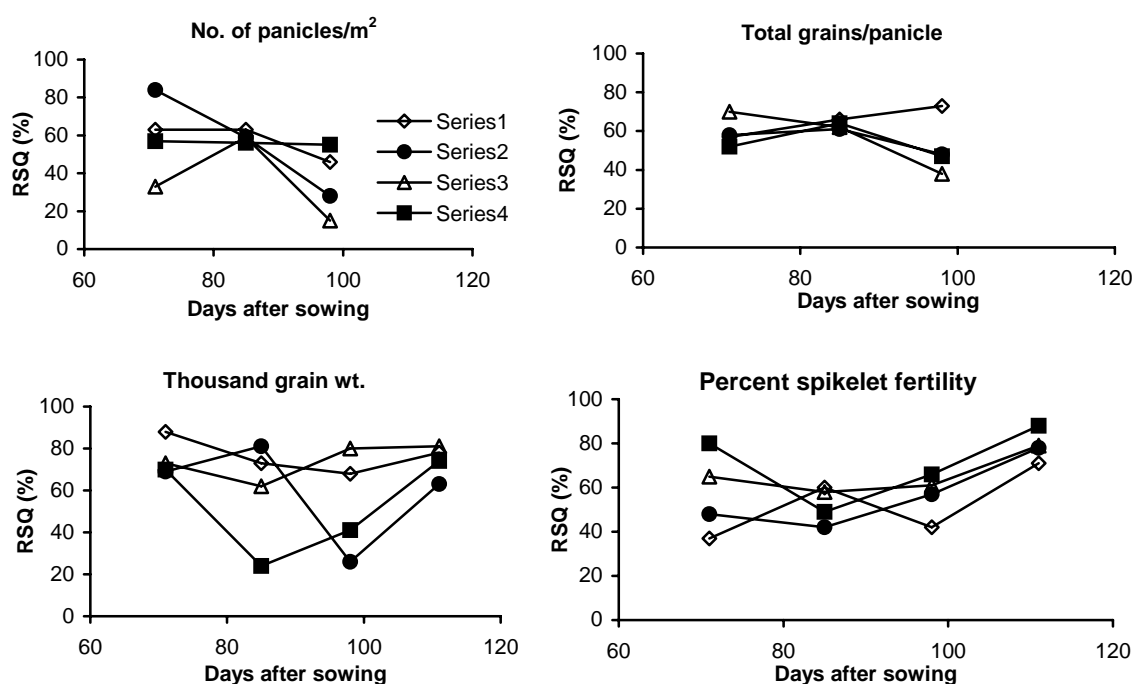 No. of panicles/m²
100
80
60
40
20
0
RSQ (%)
60 80 100 120
Days after sowing
Series1
Series2
Series3
Series4
Total grains/panicle
100
80
60
40
20
0
RSQ (%)
60 80 100 120
Days after sowing
Thousand grain wt.
100
80
60
40
20
0
RSQ (%)
60 80 100 120
Days after sowing
Percent spikelet fertility
100
80
60
40
20
0
RSQ (%)
60 80 100 120
Days after sowing